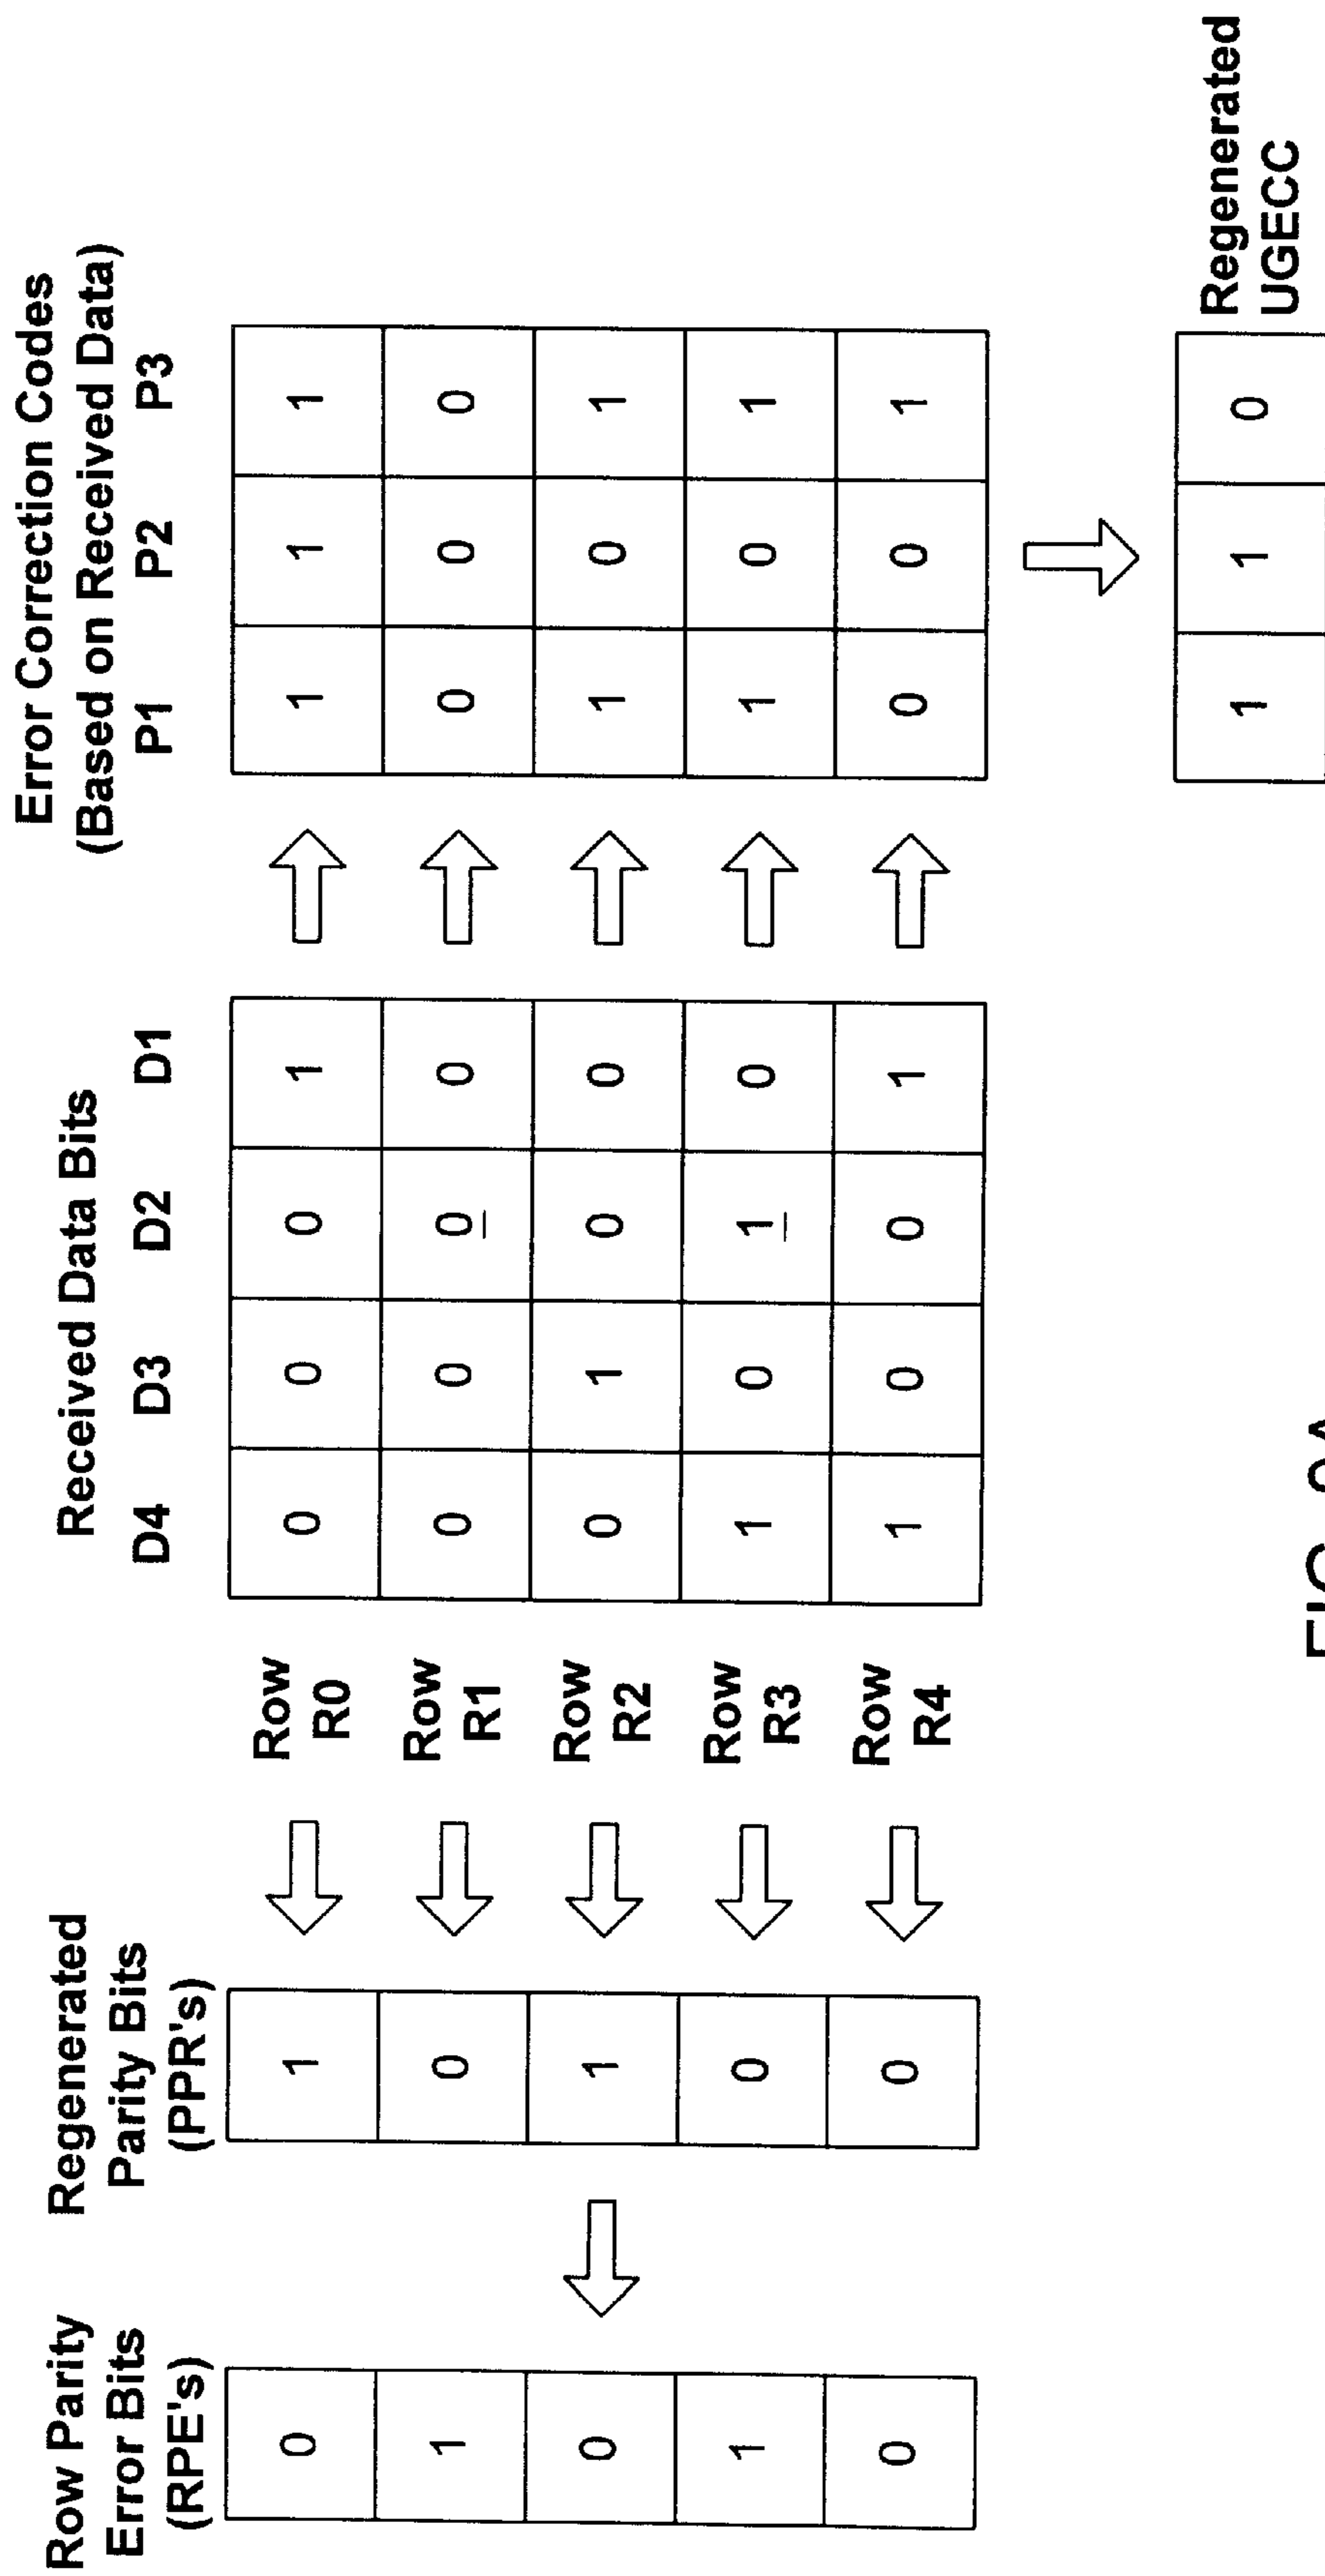 Row Parity
Error Bits
(RPE's)
0
1
0
1
0
Regenerated
Parity Bits
(PPR's)
1
0
1
0
0
Row
R0
Row
R1
Row
R2
Row
R3
Row
R4
Received Data Bits
D4 D3 D2 D1
0 0 0 1
0 0 0 0
0 1 0 0
1 0 1 0
1 0 0 1
Error Correction Codes
(Based on Received Data)
P1 P2 P3
1 1 1
0 0 0
1 0 1
1 0 1
0 0 1
1 1 0
Regenerated
UGECC